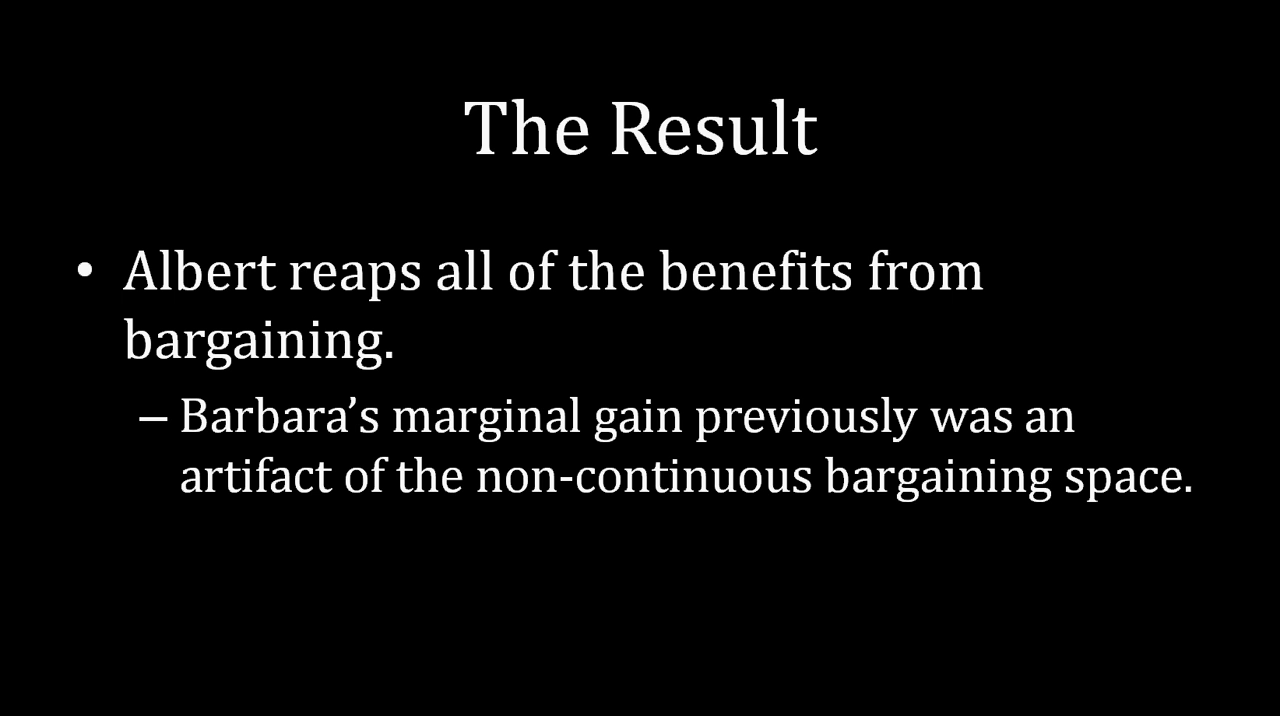 The Result
• Albert reaps all of the benefits from
bargaining.
– Barbara’s marginal gain previously was an
artifact of the non-continuous bargaining space.